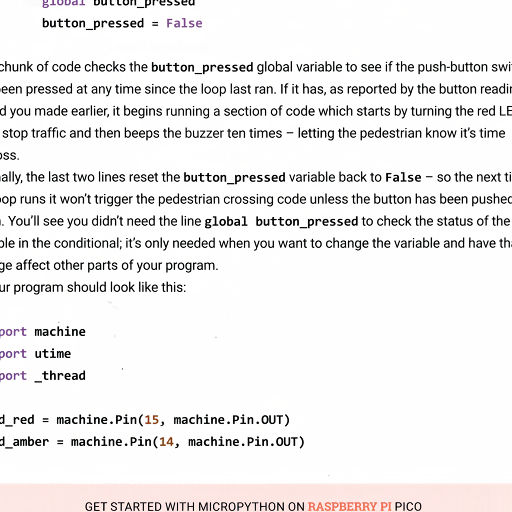 global button_pressed
button_pressed = False
chunk of code checks the button_pressed global variable to see if the push-button swi
een pressed at any time since the loop last ran. If it has, as reported by the button readin
d you made earlier, it begins running a section of code which starts by turning the red LE
stop traffic and then beeps the buzzer ten times – letting the pedestrian know it's time
oss.
ally, the last two lines reset the button_pressed variable back to False – so the next ti
op runs it won't trigger the pedestrian crossing code unless the button has been pushed
. You'll see you didn't need the line global button_pressed to check the status of the
ble in the conditional; it's only needed when you want to change the variable and have th
ge affect other parts of your program.
ur program should look like this:
port machine
port utime
port _thread
d_red = machine.Pin(15, machine.Pin.OUT)
d_amber = machine.Pin(14, machine.Pin.OUT)
GET STARTED WITH MICROPYTHON ON RASPBERRY PI PICO